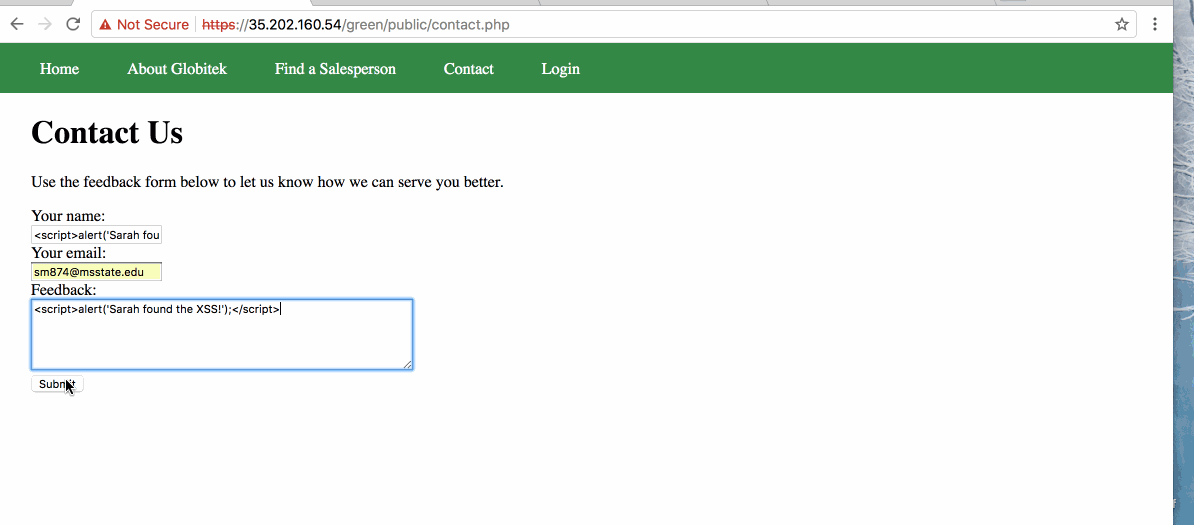 Not Secure https://35.202.160.54/green/public/contact.php
Home About Globitek Find a Salesperson Contact Login
Contact Us
Use the feedback form below to let us know how we can serve you better.
Your name:
<script>alert('Sarah fou
Your email:
sm874@msstate.edu
Feedback:
<script>alert('Sarah found the XSS!');</script>
Submit